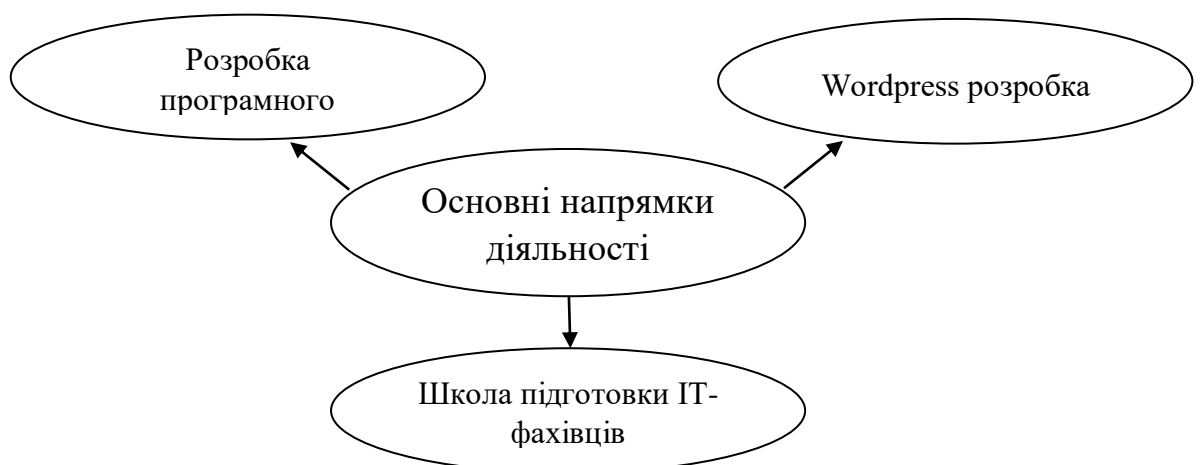 Розробка
програмного
Wordpress розробка
Основні напрямки
діяльності
Школа підготовки ІТ-
фахівців